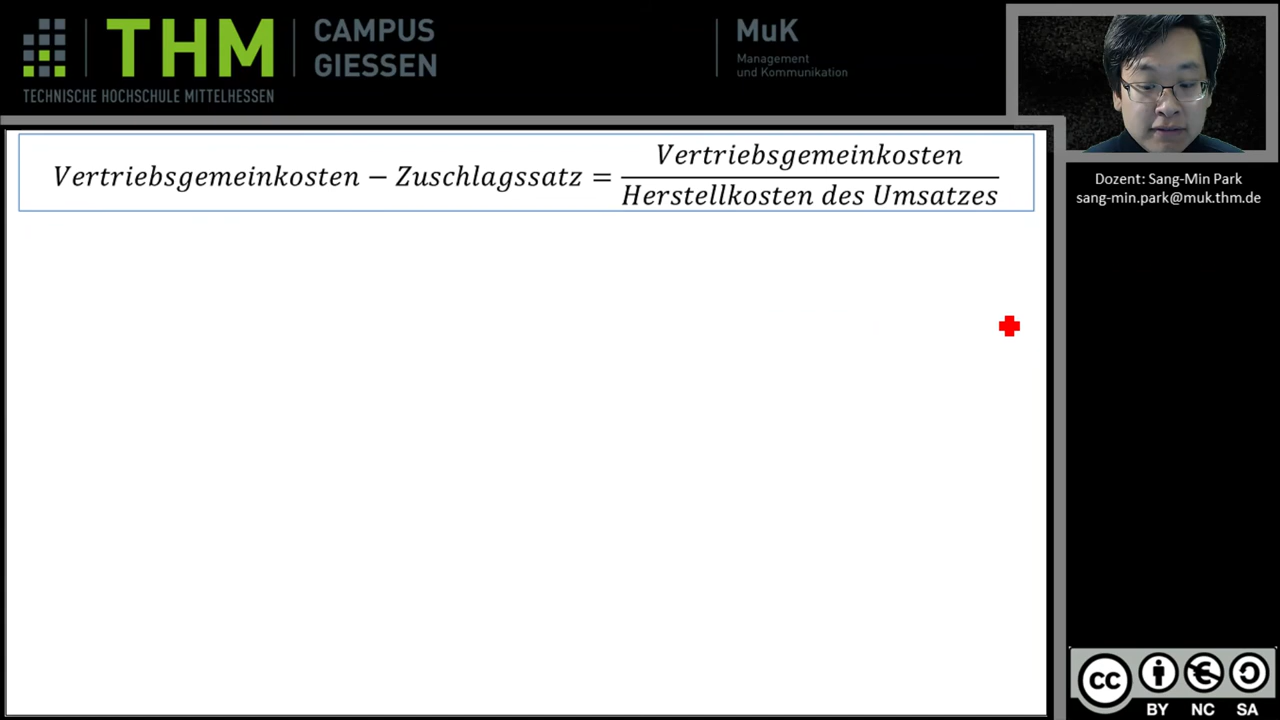 THM
CAMPUS
GIESSEN
TECHNISCHE HOCHSCHULE MITTELHESSEN
MuK
Management
und Kommunikation
Vertriebsgemeinkosten − Zuschlagssatz = Vertriebsgemeinkosten / Herstellkosten des Umsatzes
Dozent: Sang-Min Park
sang-min.park@muk.thm.de
CC
BY NC SA